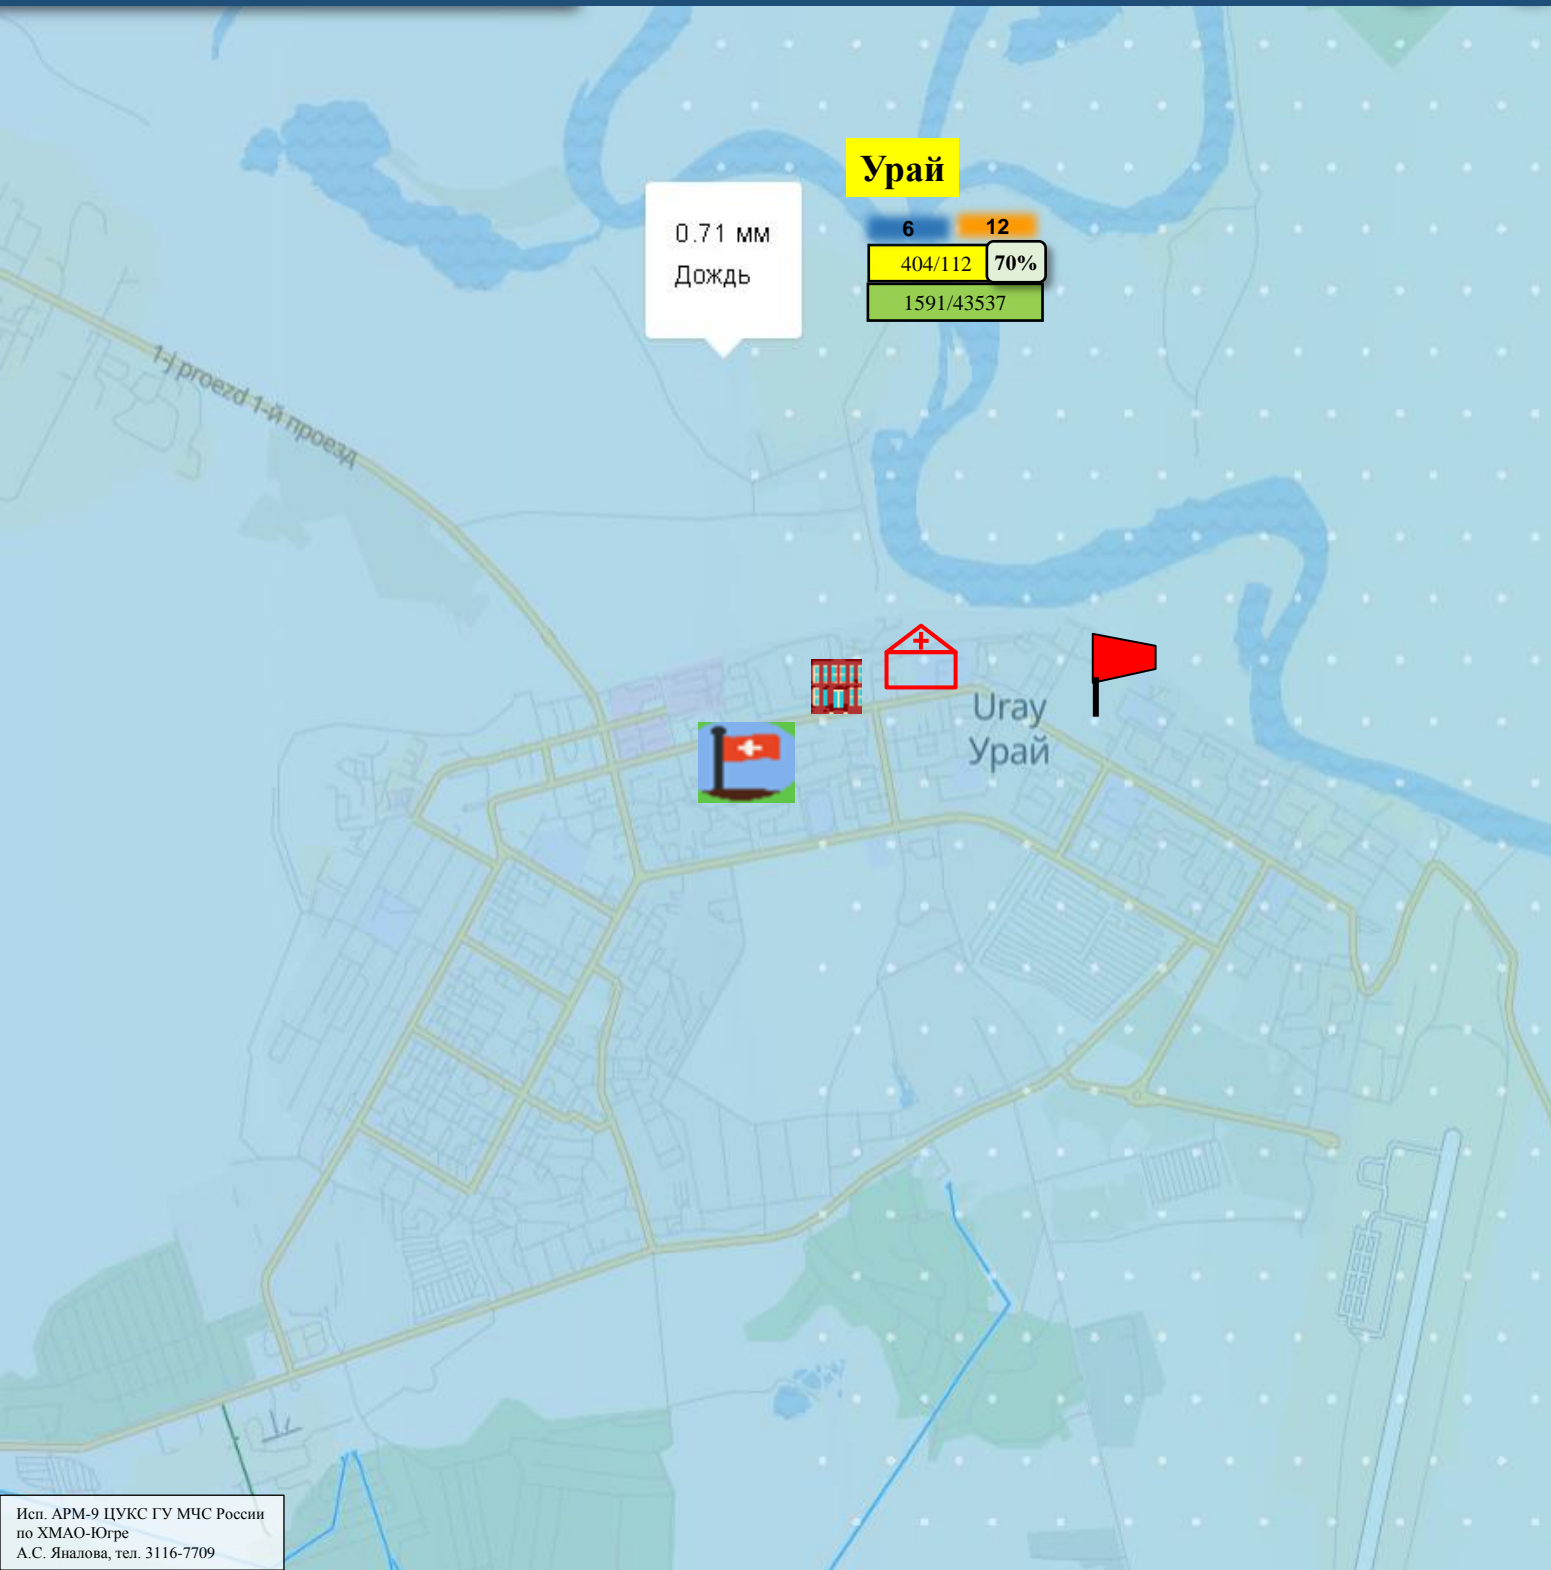 Урай
0.71 мм
Дождь
6 12
404/112 70%
1591/43537
1-j proezd 1-й проезд
Uray
Урай
Исп. АРМ-9 ЦУКС ГУ МЧС России
по ХМАО-Югре
А.С. Яналова, тел. 3116-7709